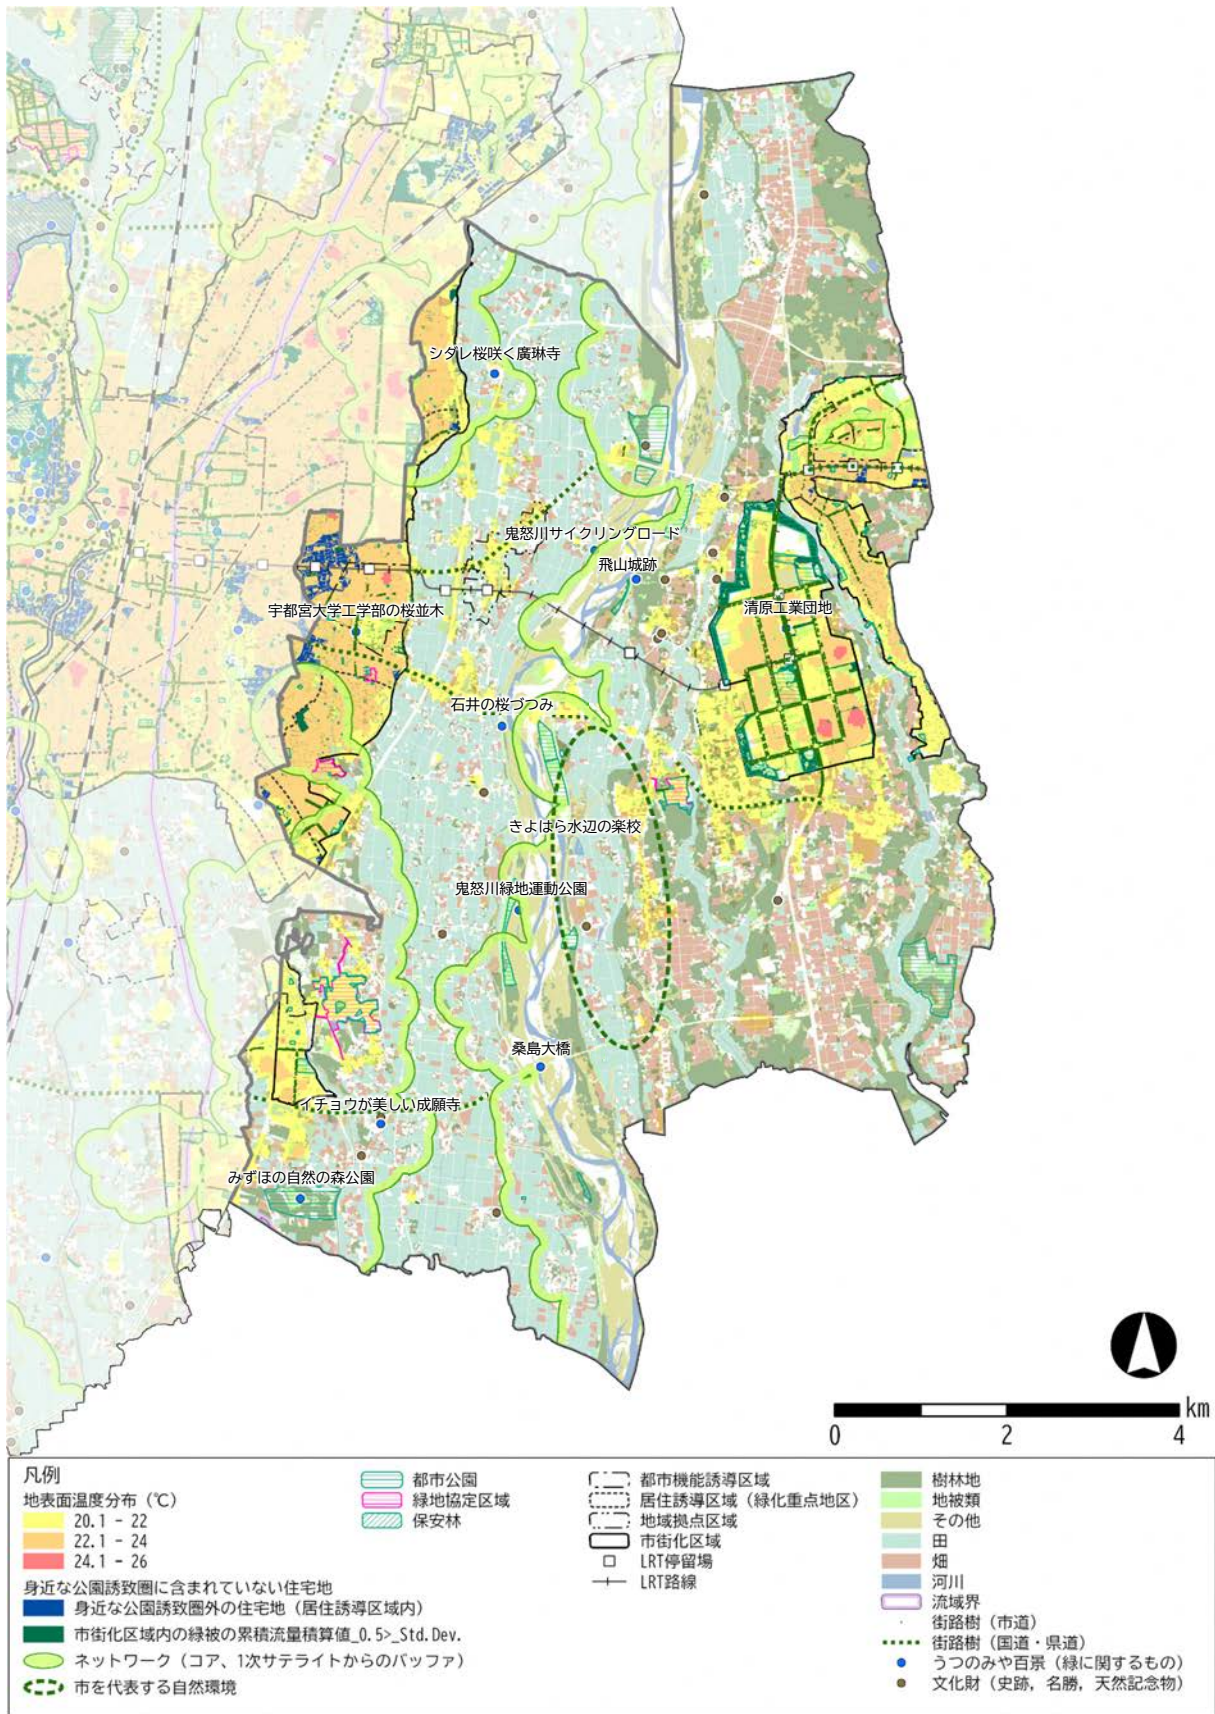 シダレ桜咲く廣琳寺
鬼怒川サイクリングロード
飛山城跡
宇都宮大学工学部の桜並木
清原工業団地
石井の桜づつみ
きよはら水辺の楽校
鬼怒川緑地運動公園
桑島大橋
イチョウが美しい成願寺
みずほの自然の森公園
km
0 2 4
凡例
地表面温度分布（℃）
20.1 - 22
22.1 - 24
24.1 - 26
身近な公園誘致圏に含まれていない住宅地
身近な公園誘致圏外の住宅地（居住誘導区域内）
市街化区域内の緑被の累積流量積算値_0.5>_Std.Dev.
ネットワーク（コア、1次サテライトからのバッファ）
市を代表する自然環境
都市公園
緑地協定区域
保安林
都市機能誘導区域
居住誘導区域（緑化重点地区）
地域拠点区域
市街化区域
LRT停留場
LRT路線
樹林地
地被類
その他
田
畑
河川
流域界
街路樹（市道）
街路樹（国道・県道）
うつのみや百景（緑に関するもの）
文化財（史跡，名勝，天然記念物）